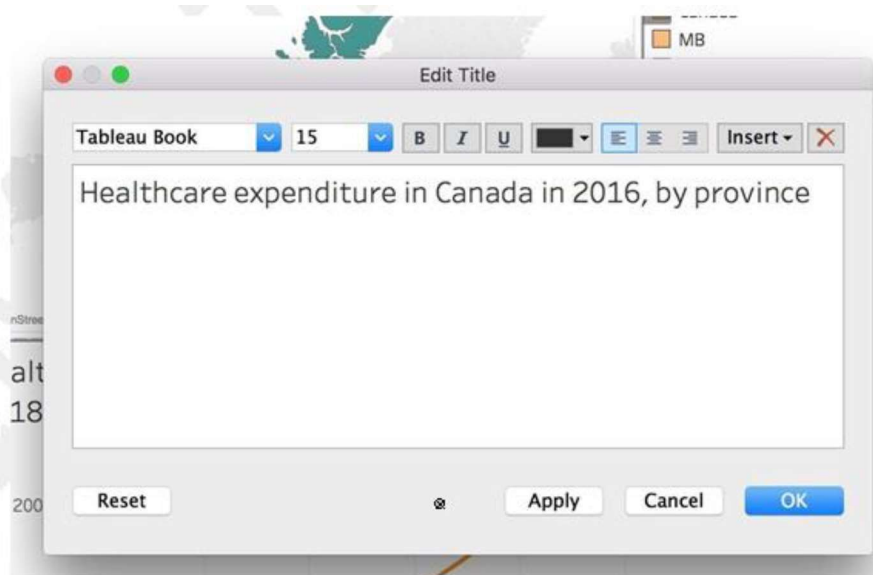 MB
Edit Title
Tableau Book 15 B I U Insert
Healthcare expenditure in Canada in 2016, by province
nStree
alt
18
200
Reset Apply Cancel OK